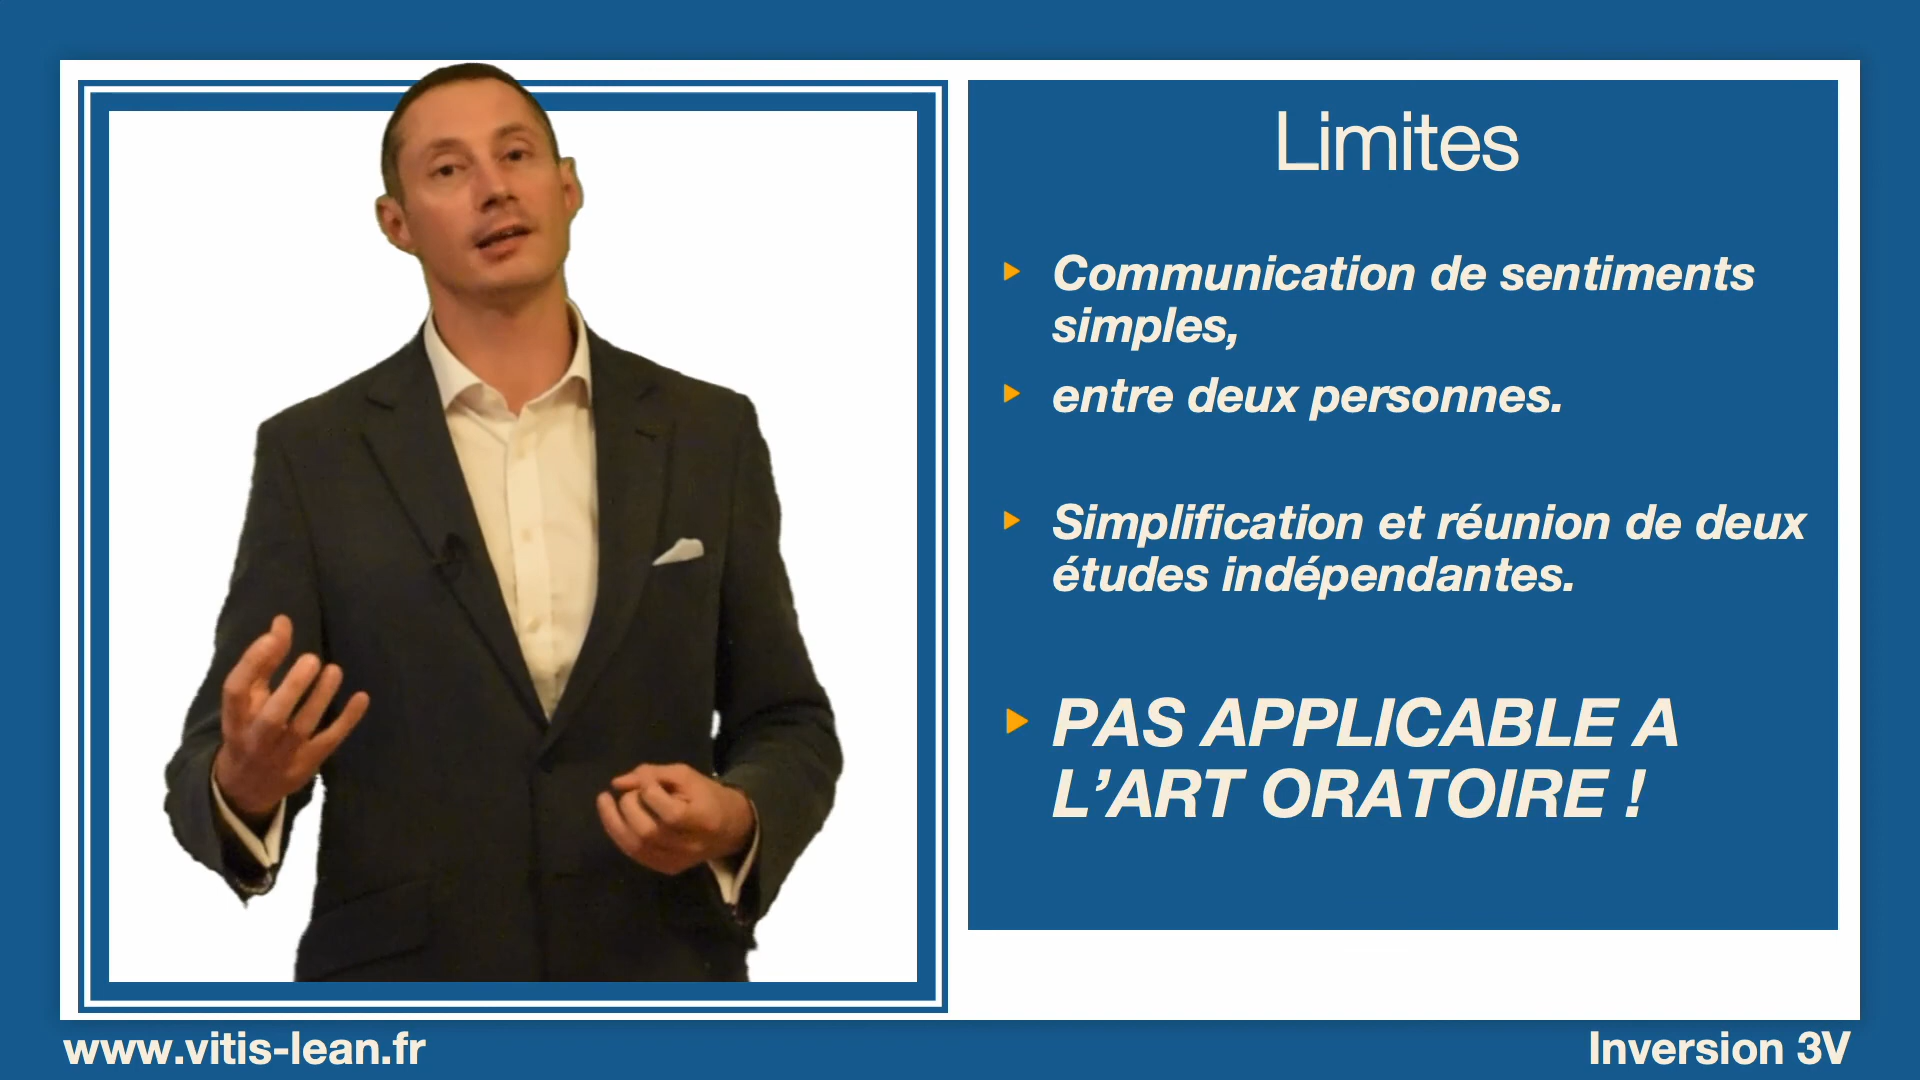 Limites
Communication de sentiments
simples,
entre deux personnes.
Simplification et réunion de deux
études indépendantes.
PAS APPLICABLE A
L’ART ORATOIRE !
www.vitis-lean.fr
Inversion 3V